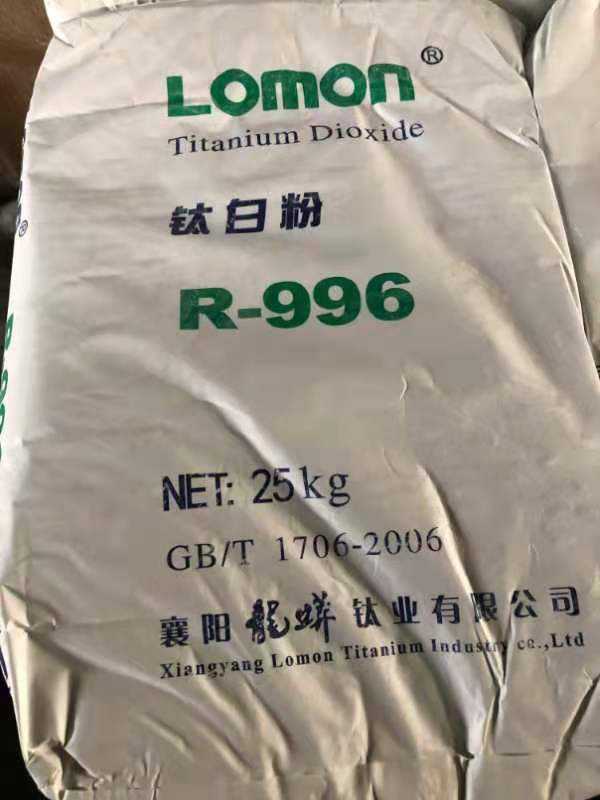 LOMON®
Titanium Dioxide
钛白粉
R-996
NET: 25kg
GB/T 1706-2006
襄阳龍蟒钛业有限公司
Xiangyang Lomon Titanium Industry co.,Ltd